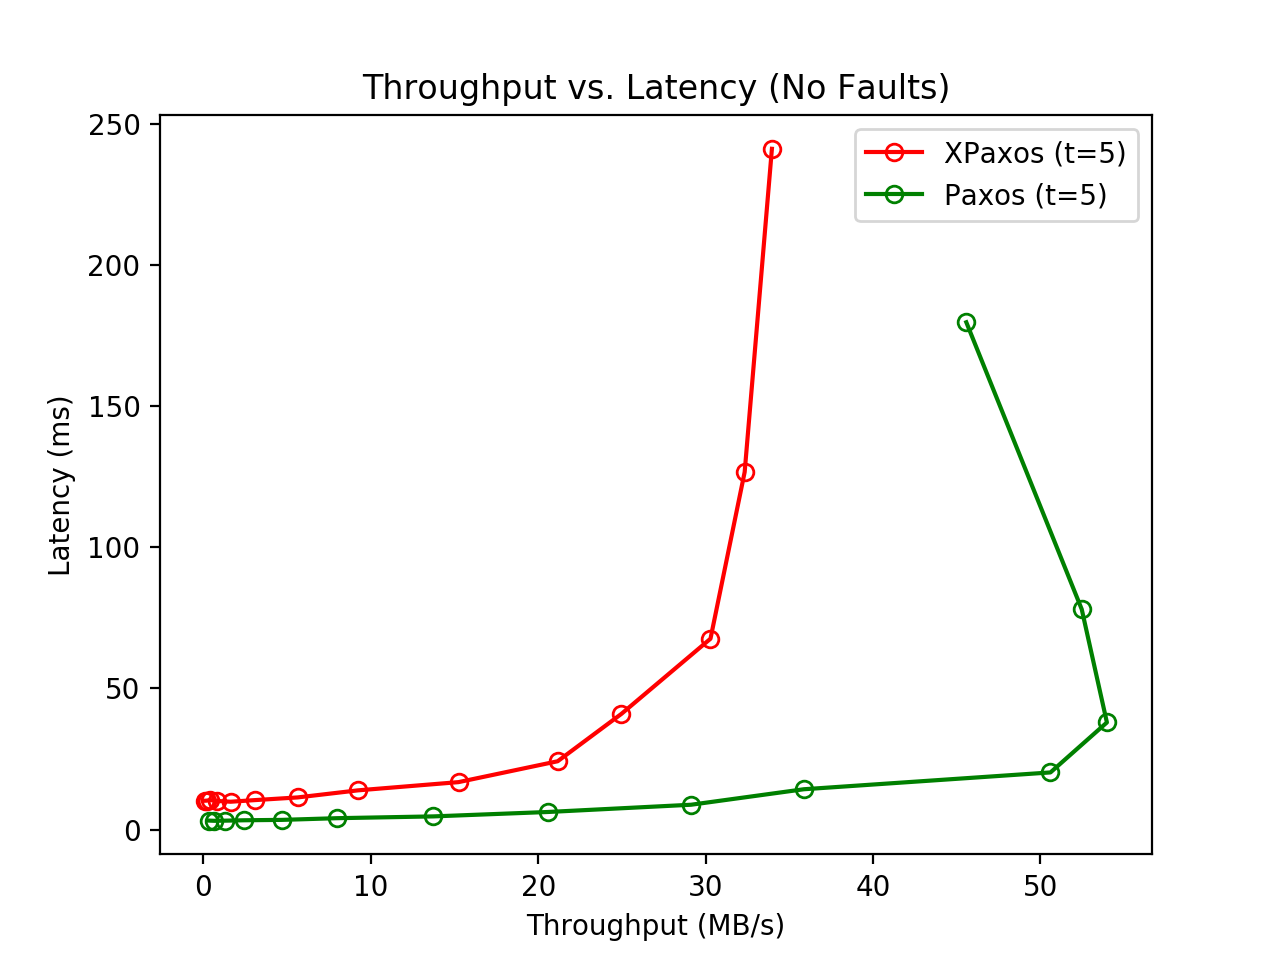 Throughput vs. Latency (No Faults)
XPaxos (t=5)
Paxos (t=5)
Latency (ms)
250
200
150
100
50
0
0 10 20 30 40 50
Throughput (MB/s)